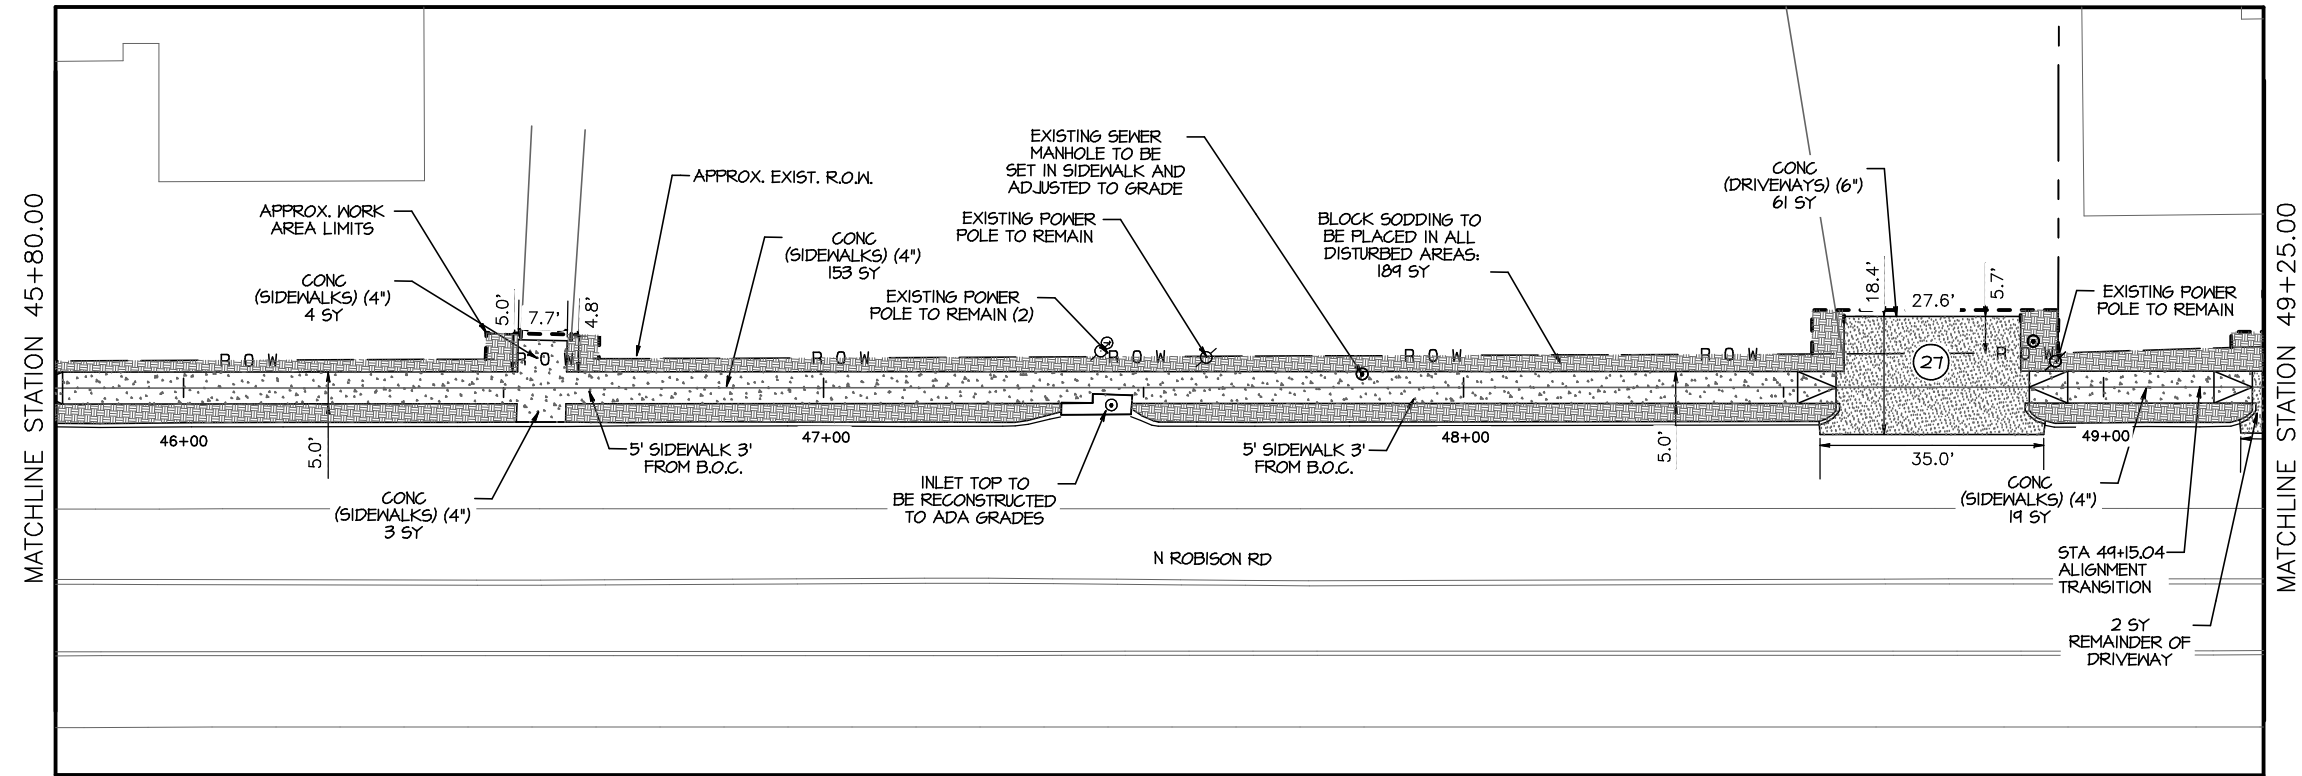 MATCHLINE STATION 45+80.00
APPROX. WORK
AREA LIMITS
CONC
(SIDEWALKS) (4")
4 SY
5.0'
7.7'
4.8'
APPROX. EXIST. R.O.W.
CONC
(SIDEWALKS) (4")
153 SY
EXISTING POWER
POLE TO REMAIN (2)
EXISTING POWER
POLE TO REMAIN
EXISTING SEWER
MANHOLE TO BE
SET IN SIDEWALK AND
ADJUSTED TO GRADE
BLOCK SODDING TO
BE PLACED IN ALL
DISTURBED AREAS:
189 SY
CONC
(DRIVEWAYS) (6")
61 SY
18.4'
27.6'
5.7'
EXISTING POWER
POLE TO REMAIN
MATCHLINE STATION 49+25.00
ROW
ROW
ROW
ROW
ROW
ROW
ROW
27
46+00
47+00
48+00
49+00
5.0'
5' SIDEWALK 3'
FROM B.O.C.
CONC
(SIDEWALKS) (4")
3 SY
INLET TOP TO
BE RECONSTRUCTED
TO ADA GRADES
5' SIDEWALK 3'
FROM B.O.C.
5.0'
35.0'
CONC
(SIDEWALKS) (4")
19 SY
N ROBISON RD
STA 49+15.04
ALIGNMENT
TRANSITION
2 SY
REMAINDER OF
DRIVEWAY